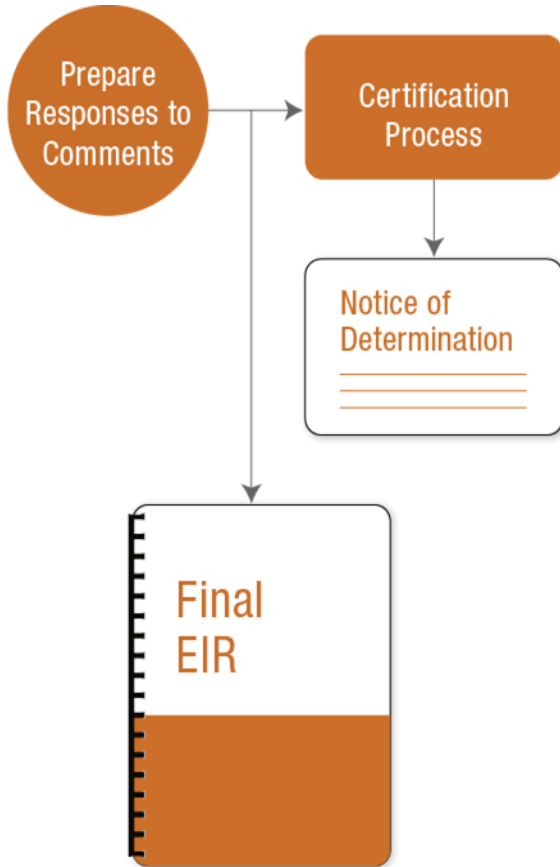 Prepare
Responses to
Comments
Certification
Process
Notice of
Determination
Final
EIR